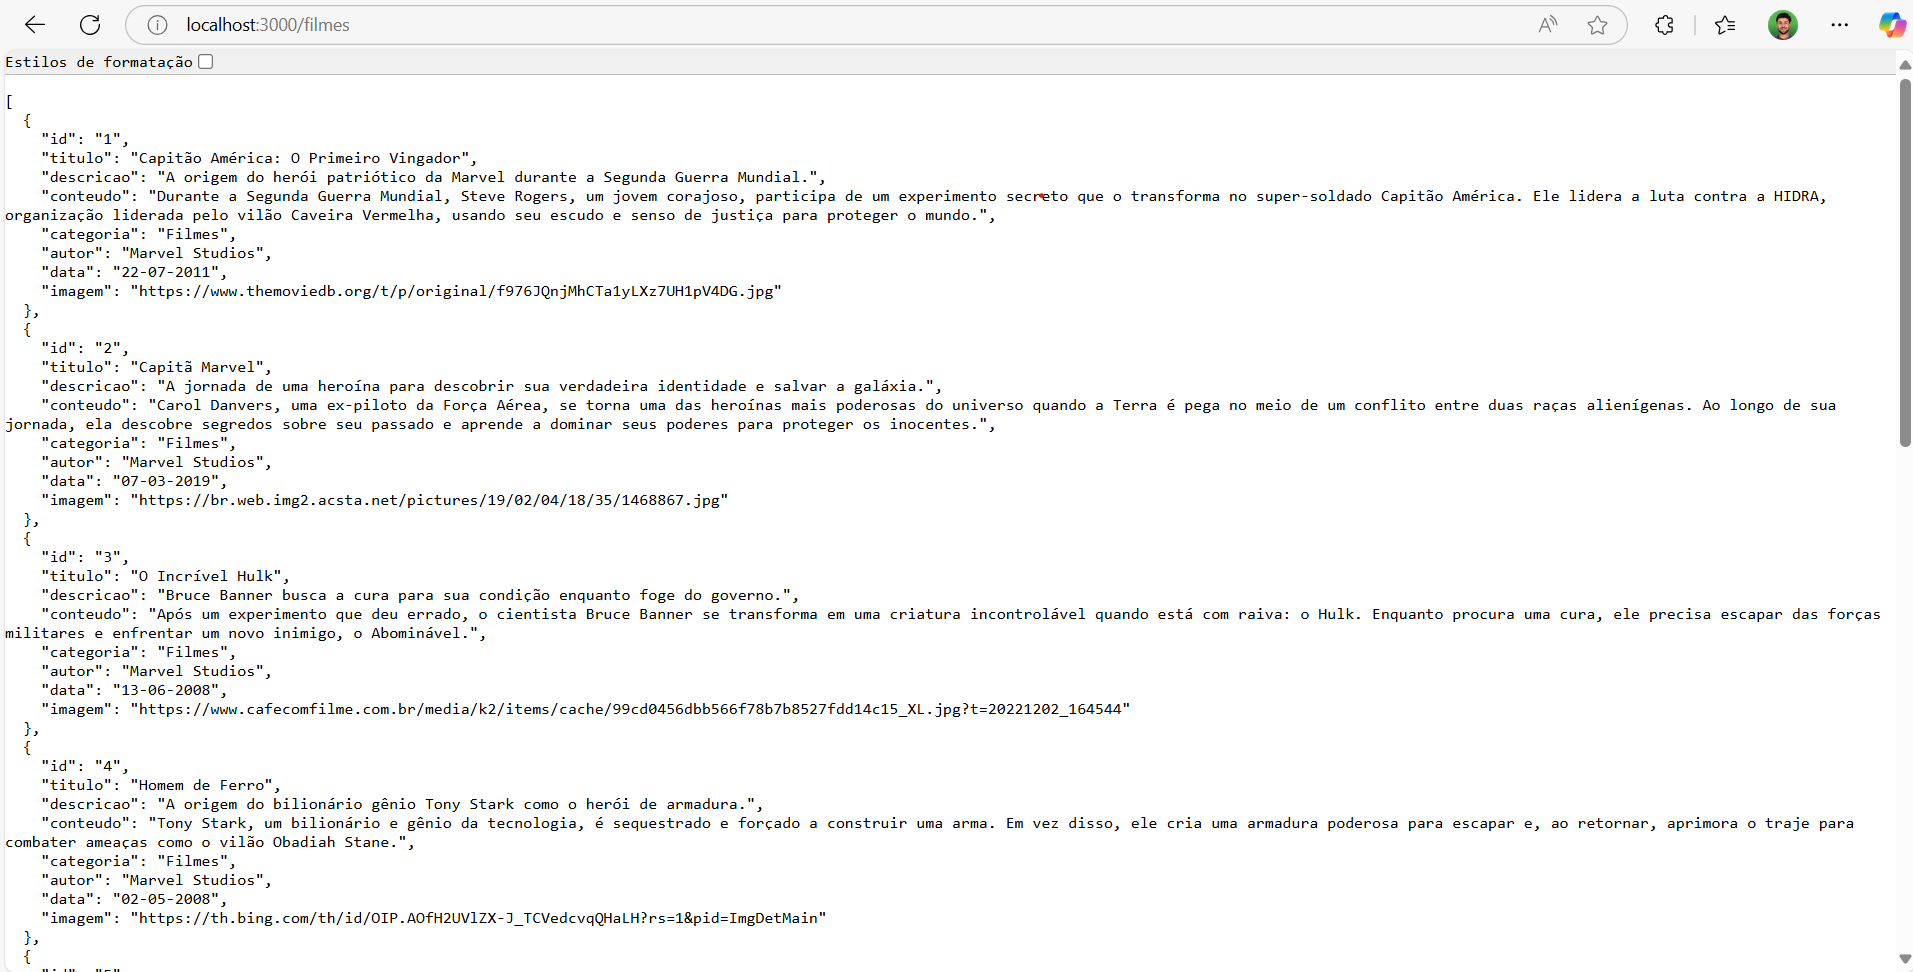 localhost:3000/filmes
Estilos de formatação
[
  {
    "id": "1",
    "titulo": "Capitão América: O Primeiro Vingador",
    "descricao": "A origem do herói patriótico da Marvel durante a Segunda Guerra Mundial.",
    "conteudo": "Durante a Segunda Guerra Mundial, Steve Rogers, um jovem corajoso, participa de um experimento secreto que o transforma no super-soldado Capitão América. Ele lidera a luta contra a HIDRA,
organização liderada pelo vilão Caveira Vermelha, usando seu escudo e senso de justiça para proteger o mundo.",
    "categoria": "Filmes",
    "autor": "Marvel Studios",
    "data": "22-07-2011",
    "imagem": "https://www.themoviedb.org/t/p/original/f976JQnjMhCTa1yLXz7UH1pV4DG.jpg"
  },
  {
    "id": "2",
    "titulo": "Capitã Marvel",
    "descricao": "A jornada de uma heroína para descobrir sua verdadeira identidade e salvar a galáxia.",
    "conteudo": "Carol Danvers, uma ex-piloto da Força Aérea, se torna uma das heroínas mais poderosas do universo quando a Terra é pega no meio de um conflito entre duas raças alienígenas. Ao longo de sua
jornada, ela descobre segredos sobre seu passado e aprende a dominar seus poderes para proteger os inocentes.",
    "categoria": "Filmes",
    "autor": "Marvel Studios",
    "data": "07-03-2019",
    "imagem": "https://br.web.img2.acsta.net/pictures/19/02/04/18/35/1468867.jpg"
  },
  {
    "id": "3",
    "titulo": "O Incrível Hulk",
    "descricao": "Bruce Banner busca a cura para sua condição enquanto foge do governo.",
    "conteudo": "Após um experimento que deu errado, o cientista Bruce Banner se transforma em uma criatura incontrolável quando está com raiva: o Hulk. Enquanto procura uma cura, ele precisa escapar das forças
militares e enfrentar um novo inimigo, o Abominável.",
    "categoria": "Filmes",
    "autor": "Marvel Studios",
    "data": "13-06-2008",
    "imagem": "https://www.cafecomfilme.com.br/media/k2/items/cache/99cd0456dbb566f78b7b8527fdd14c15_XL.jpg?t=20221202_164544"
  },
  {
    "id": "4",
    "titulo": "Homem de Ferro",
    "descricao": "A origem do bilionário gênio Tony Stark como o herói de armadura.",
    "conteudo": "Tony Stark, um bilionário e gênio da tecnologia, é sequestrado e forçado a construir uma arma. Em vez disso, ele cria uma armadura poderosa para escapar e, ao retornar, aprimora o traje para
combater ameaças como o vilão Obadiah Stane.",
    "categoria": "Filmes",
    "autor": "Marvel Studios",
    "data": "02-05-2008",
    "imagem": "https://th.bing.com/th/id/OIP.AOfH2UVlZX-J_TCVedcvqQHaLH?rs=1&pid=ImgDetMain"
  },
  {